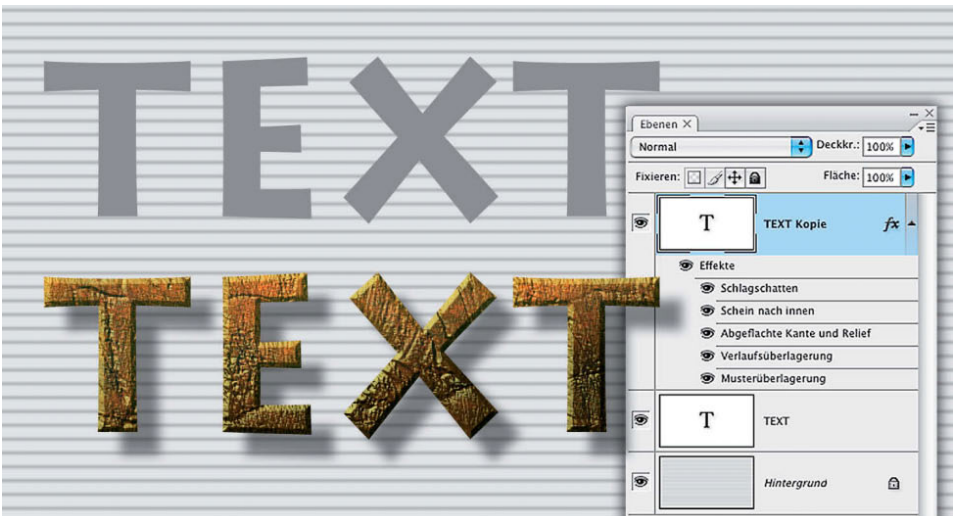 TEXT
TEXT
Ebenen X
Normal Deckkr.: 100%
Fixieren: Fläche: 100%
T TEXT Kopie fx
Effekte
Schlagschatten
Schein nach innen
Abgeflachte Kante und Relief
Verlaufsüberlagerung
Musterüberlagerung
T TEXT
Hintergrund